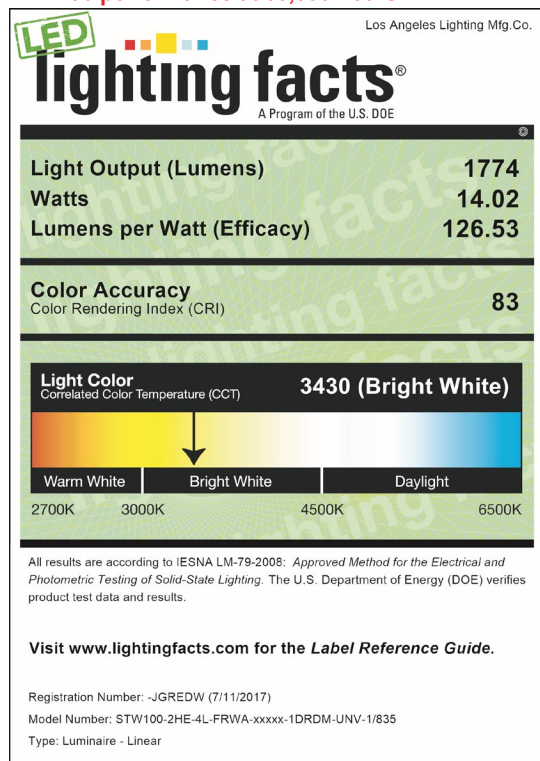 Los Angeles Lighting Mfg.Co.
LED
lighting facts®
A Program of the U.S. DOE
Light Output (Lumens) 1774
Watts 14.02
Lumens per Watt (Efficacy) 126.53
Color Accuracy
Color Rendering Index (CRI) 83
Light Color
Correlated Color Temperature (CCT) 3430 (Bright White)
Warm White Bright White Daylight
2700K 3000K 4500K 6500K
All results are according to IESNA LM-79-2008: Approved Method for the Electrical and
Photometric Testing of Solid-State Lighting. The U.S. Department of Energy (DOE) verifies
product test data and results.
Visit www.lightingfacts.com for the Label Reference Guide.
Registration Number: -JGREDW (7/11/2017)
Model Number: STW100-2HE-4L-FRWA-xxxxx-1DRDM-UNV-1/835
Type: Luminaire - Linear